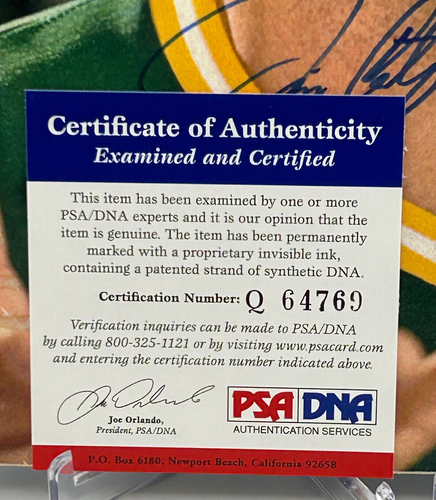 Certificate of Authenticity
Examined and Certified
This item has been examined by one or more
PSA/DNA experts and it is our opinion that the
item is genuine. The item has been permanently
marked with a proprietary invisible ink,
containing a patented strand of synthetic DNA.
Certification Number: Q 64769
Verification inquiries can be made to PSA/DNA
by calling 800-325-1121 or by visiting www.psacard.com
and entering the certification number indicated above.
Joe Orlando,
President, PSA/DNA
PSA DNA
AUTHENTICATION SERVICES
P.O. Box 6180, Newport Beach, California 92658